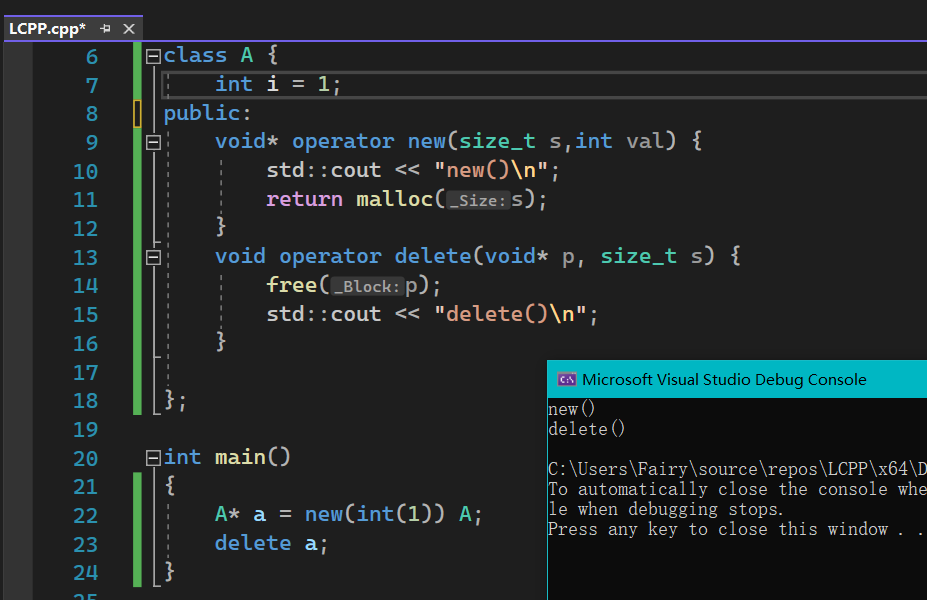 LCPP.cpp*
6 class A {
7 int i = 1;
8 public:
9 void* operator new(size_t s,int val) {
10 std::cout << "new()\n";
11 return malloc(_Size:s);
12 }
13 void operator delete(void* p, size_t s) {
14 free(_Block:p);
15 std::cout << "delete()\n";
16 }
17
18 };
19
20 int main()
21 {
22 A* a = new(int(1)) A;
23 delete a;
24 }
Microsoft Visual Studio Debug Console
new()
delete()
C:\Users\Fairy\source\repos\LCPP\x64\D
To automatically close the console whe
le when debugging stops.
Press any key to close this window . .